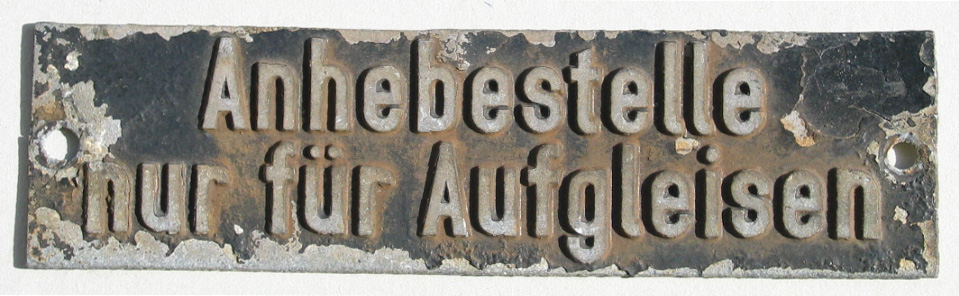 Anhebestelle
nur für Aufgleisen